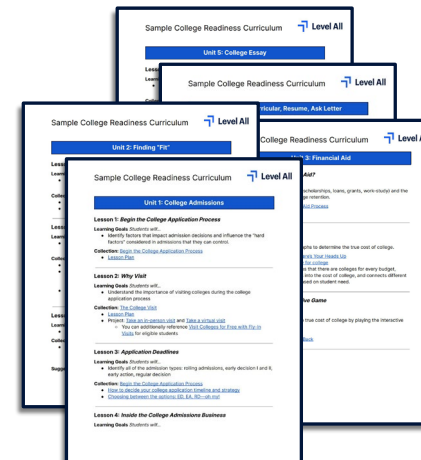 Sample College Readiness Curriculum
Level All
Unit 5: College Essay
Sample College Readiness Curriculum
Level All
ricular, Resume, Ask Letter
Sample College Readiness Curriculum
Level All
Unit 2: Finding "Fit"
College Readiness Curriculum
Level
3: Financial Aid
Aid?
scholarships, loans, grants, work-study) and the
ge retention.
Aid Process
phs to determine the true cost of college.
ere's Your Heads Up
for college
s that there are colleges for every budget,
into the cost of college, and connects different
ed on student need.
ive Game
true cost of college by playing the interactive
Back
Sample College Readiness Curriculum
Level All
Unit 1: College Admissions
Lesson 1: Begin the College Application Process
Learning Goals Students will...
• Identify factors that impact admission decisions and influence the "hard
factors" considered in admissions that they can control.
Collection: Begin the College Application Process
• Lesson Plan
Lesson 2: Why Visit
Learning Goals Students will...
• Understand the importance of visiting colleges during the college
application process
Collection: The College Visit
• Lesson Plan
• Project: Take an in-person visit and Take a virtual visit
○ You can additionally reference Visit Colleges for Free with Fly-in
Visits for eligible students
Lesson 3: Application Deadlines
Learning Goals Students will...
• Identify all of the admission types: rolling admissions, early decision I and II,
early action, regular decision
Collection: Begin the College Application Process
• How to decide your college application timeline and strategy
• Choosing between the options: ED, EA, RD—oh my!
Lesson 4: Inside the College Admissions Business
Learning Goals Students will...